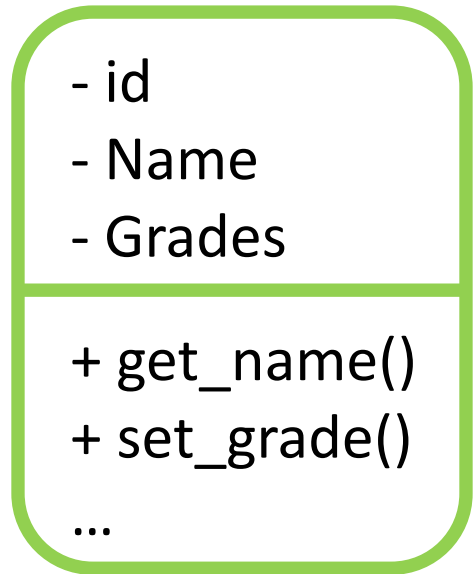 - id
- Name
- Grades
+ get_name()
+ set_grade()
...